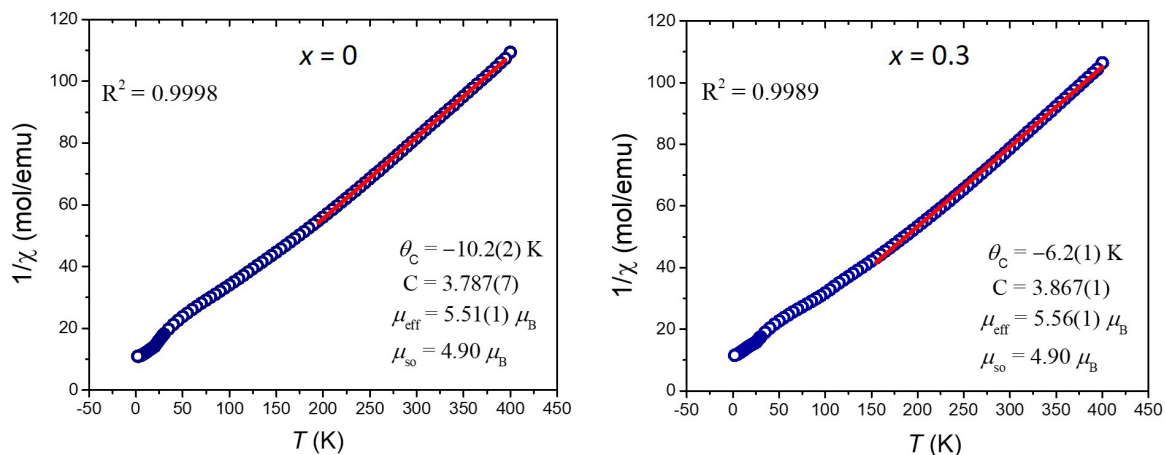 x = 0
R² = 0.9998
θC = −10.2(2) K
C = 3.787(7)
μeff = 5.51(1) μB
μso = 4.90 μB
1/χ (mol/emu)
120
100
80
60
40
20
0
-50 0 50 100 150 200 250 300 350 400 450
T (K)
x = 0.3
R² = 0.9989
θC = −6.2(1) K
C = 3.867(1)
μeff = 5.56(1) μB
μso = 4.90 μB
1/χ (mol/emu)
120
100
80
60
40
20
0
-50 0 50 100 150 200 250 300 350 400 450
T (K)